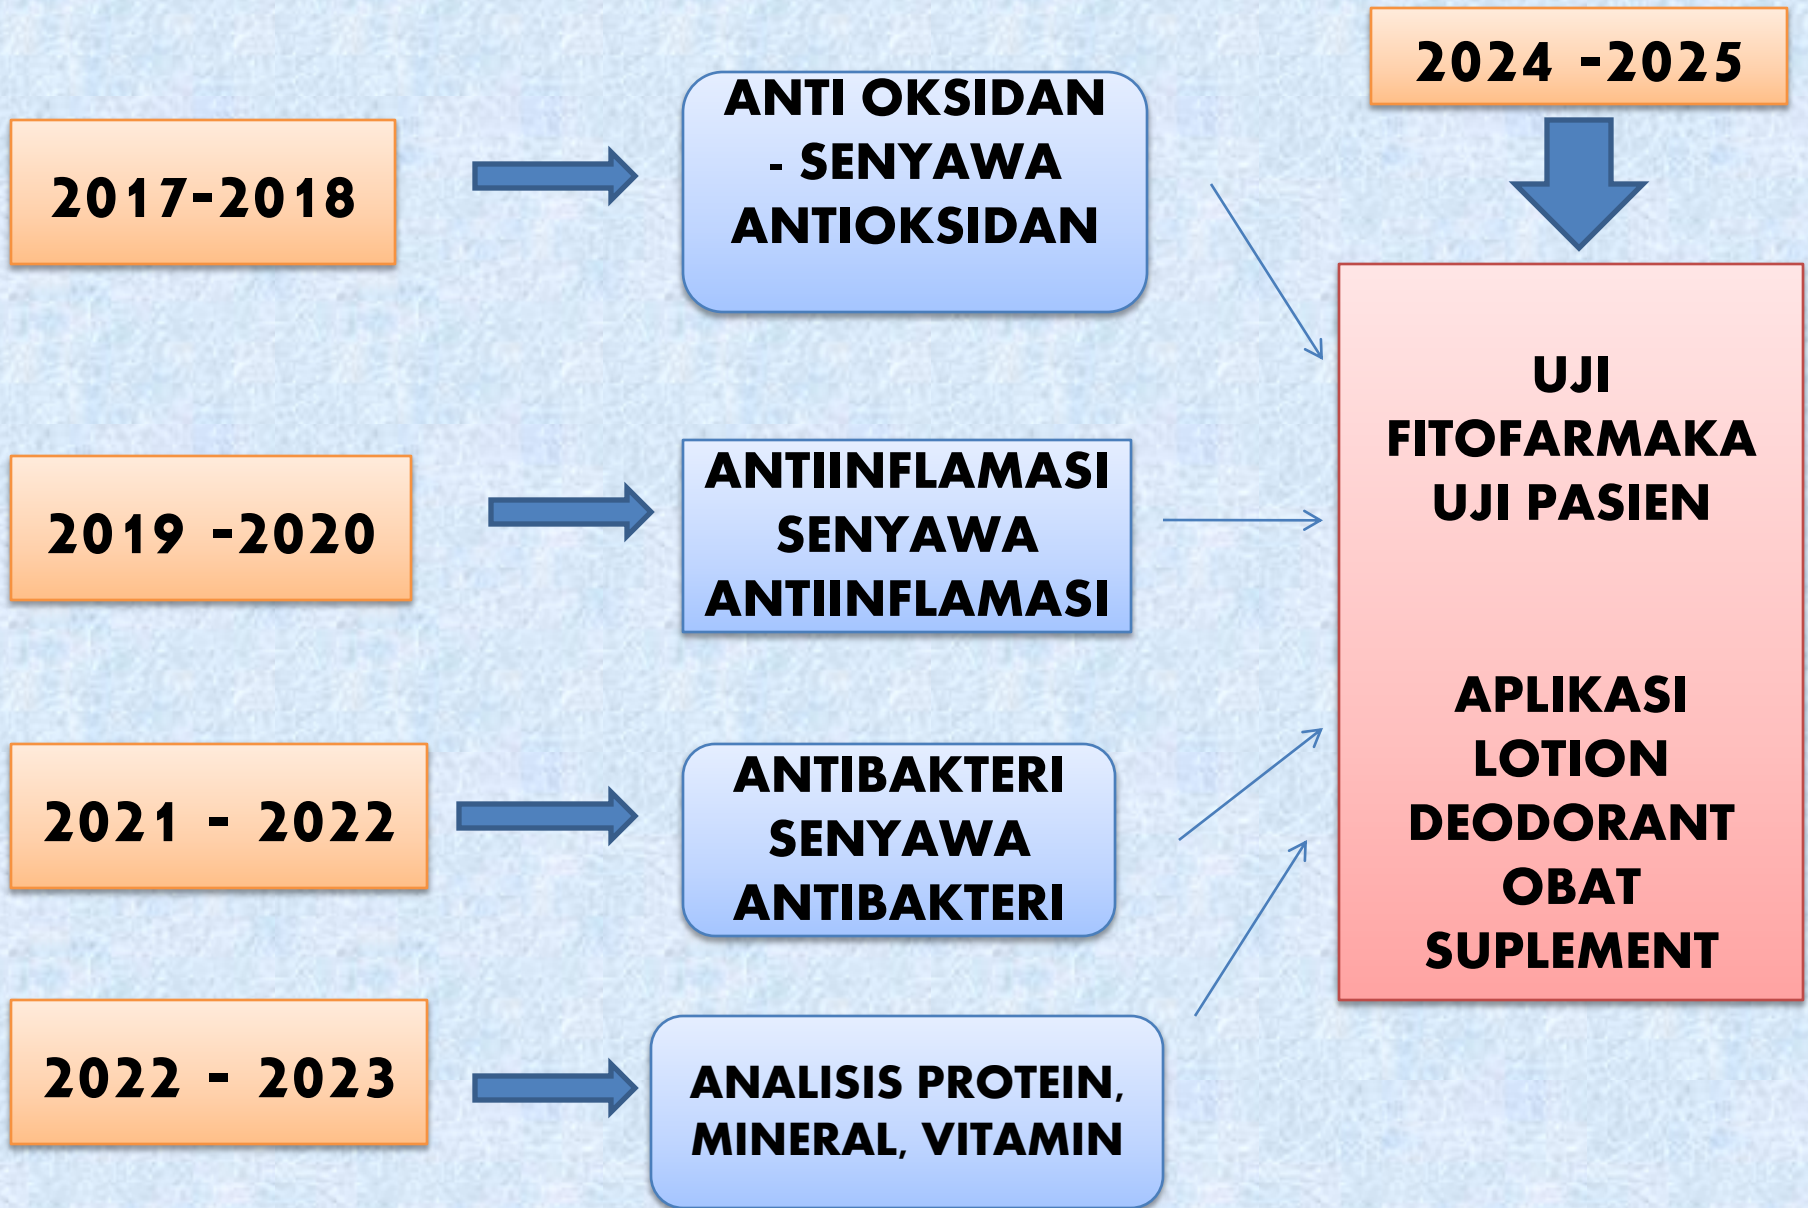 2017-2018
ANTI OKSIDAN
- SENYAWA
ANTIOKSIDAN
2019 -2020
ANTIINFLAMASI
SENYAWA
ANTIINFLAMASI
2021 - 2022
ANTIBAKTERI
SENYAWA
ANTIBAKTERI
2022 - 2023
ANALISIS PROTEIN,
MINERAL, VITAMIN
2024 -2025
UJI
FITOFARMAKA
UJI PASIEN
APLIKASI
LOTION
DEODORANT
OBAT
SUPLEMENT